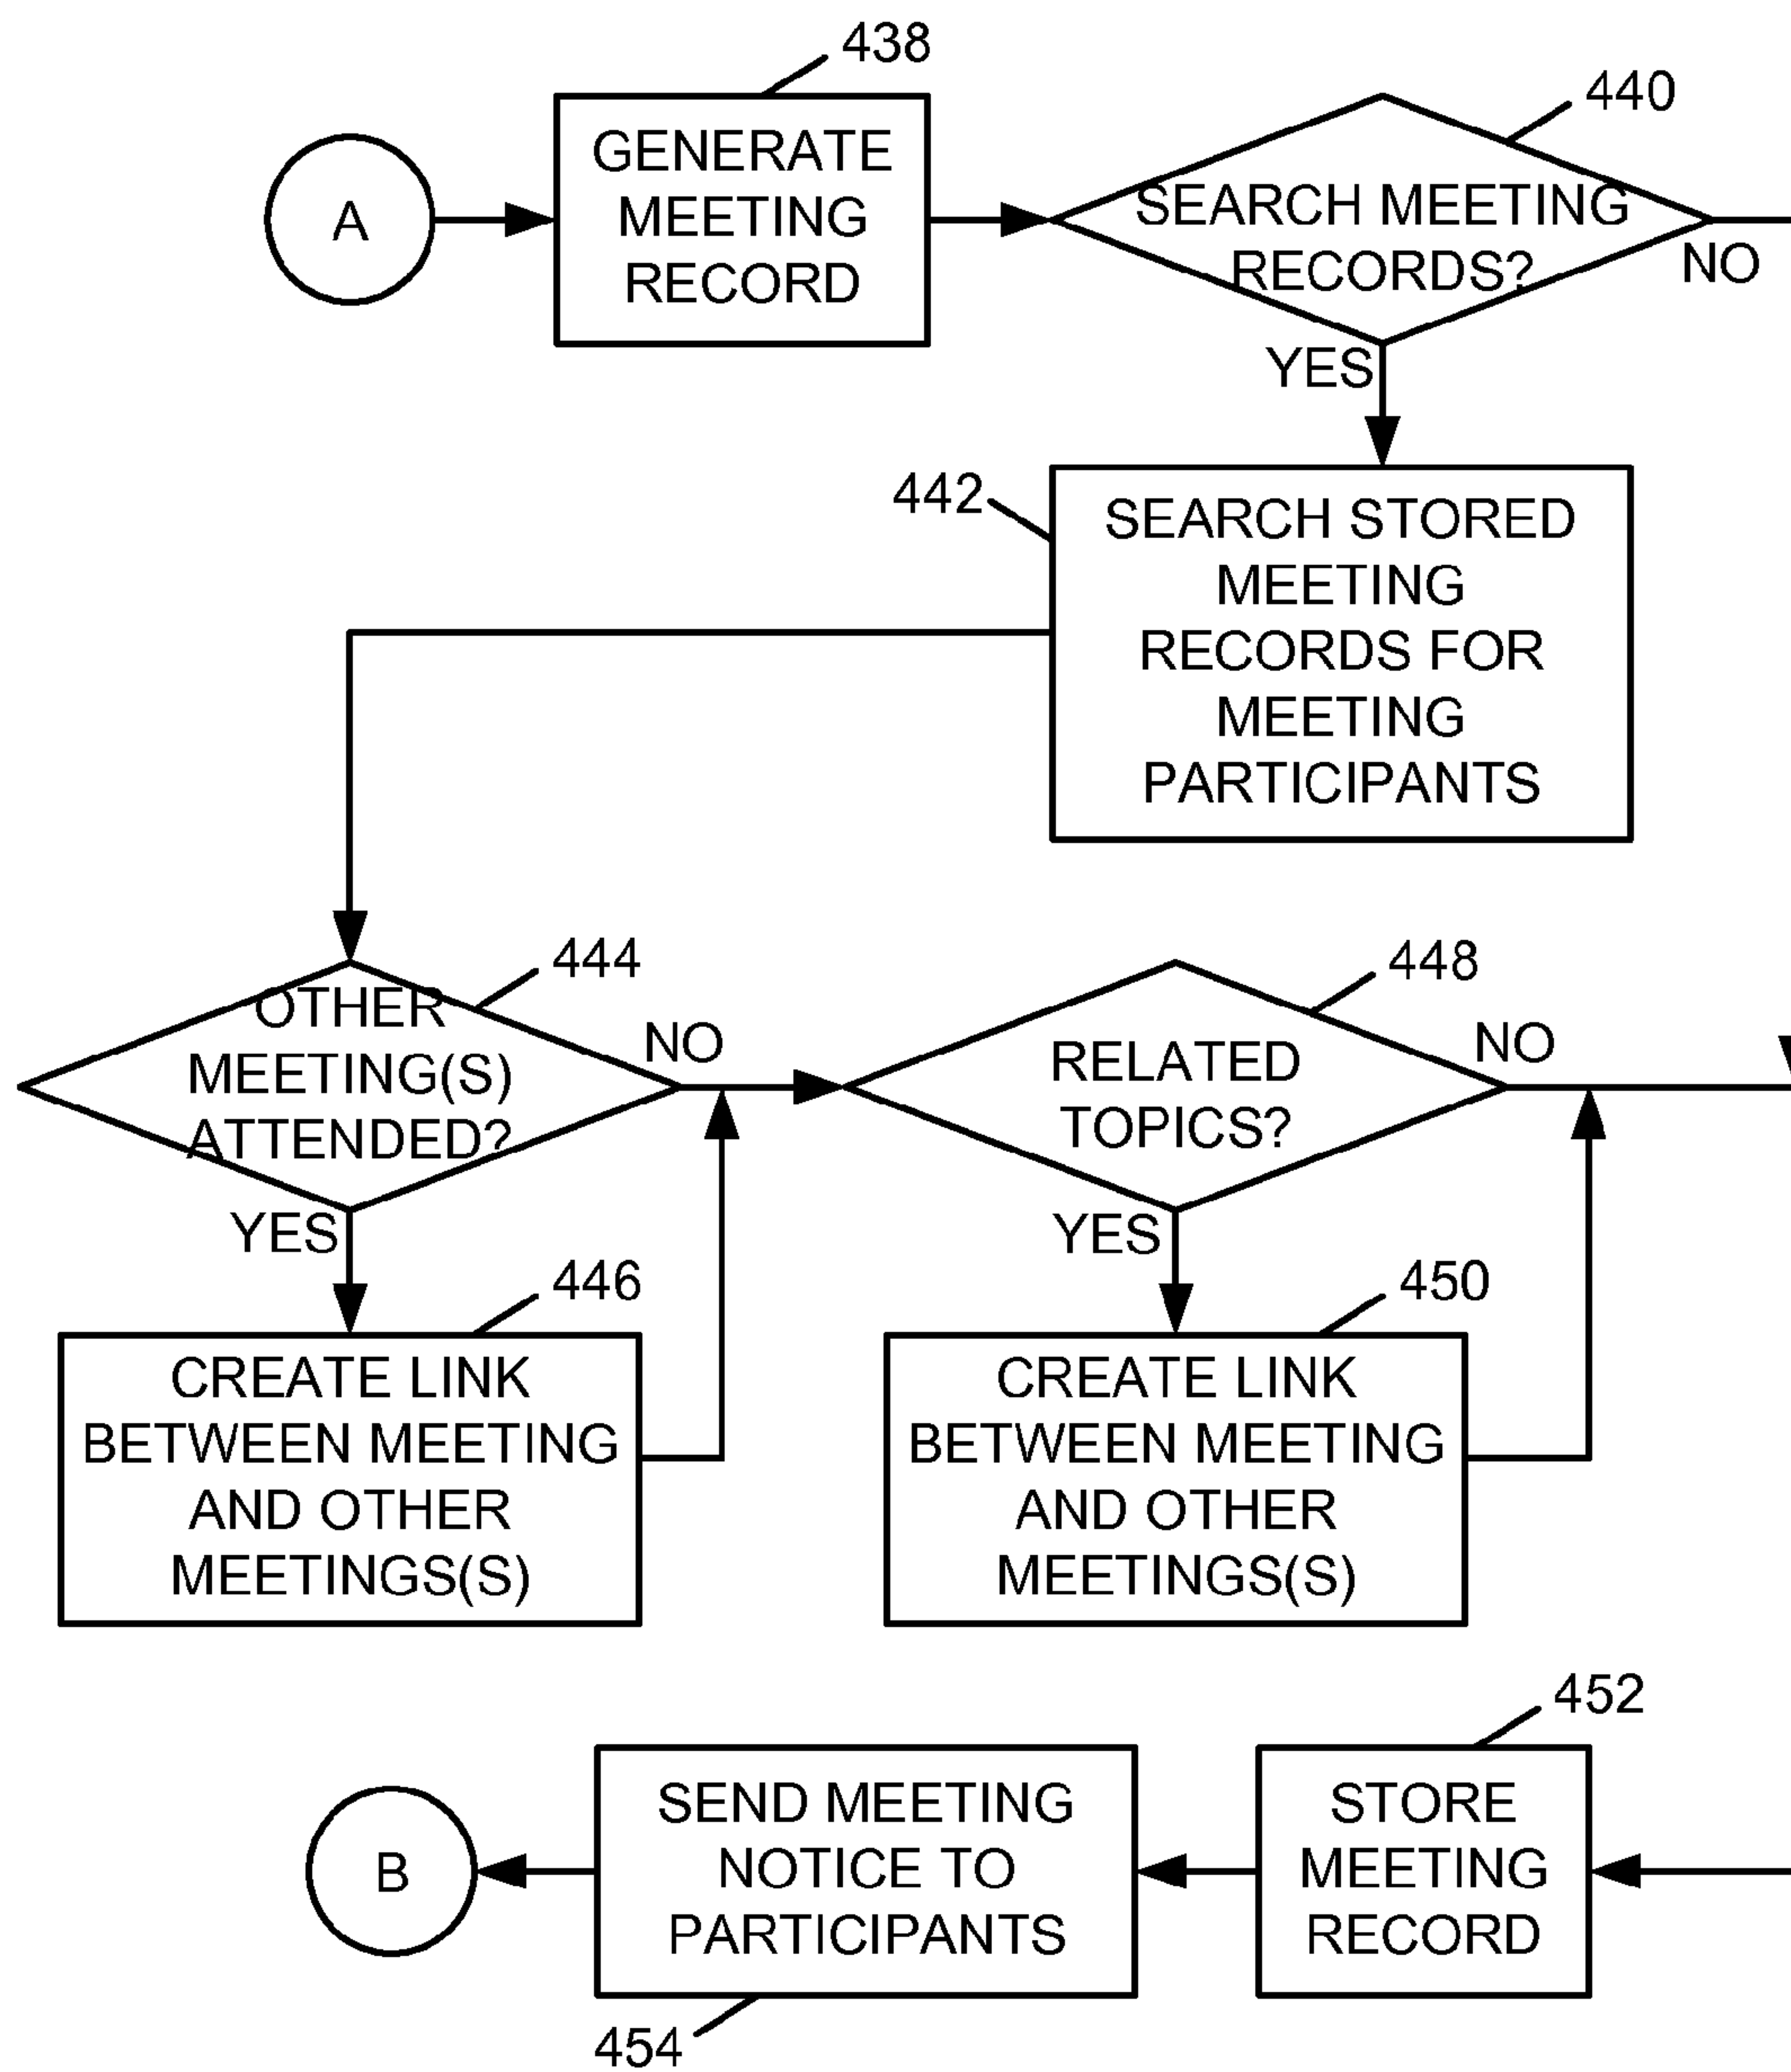 438
440
A
GENERATE
MEETING
RECORD
SEARCH MEETING
RECORDS?
NO
YES
442
SEARCH STORED
MEETING
RECORDS FOR
MEETING
PARTICIPANTS
444
448
OTHER
MEETING(S)
ATTENDED?
NO
RELATED
TOPICS?
NO
YES
YES
446
450
CREATE LINK
BETWEEN MEETING
AND OTHER
MEETINGS(S)
CREATE LINK
BETWEEN MEETING
AND OTHER
MEETINGS(S)
452
B
SEND MEETING
NOTICE TO
PARTICIPANTS
STORE
MEETING
RECORD
454